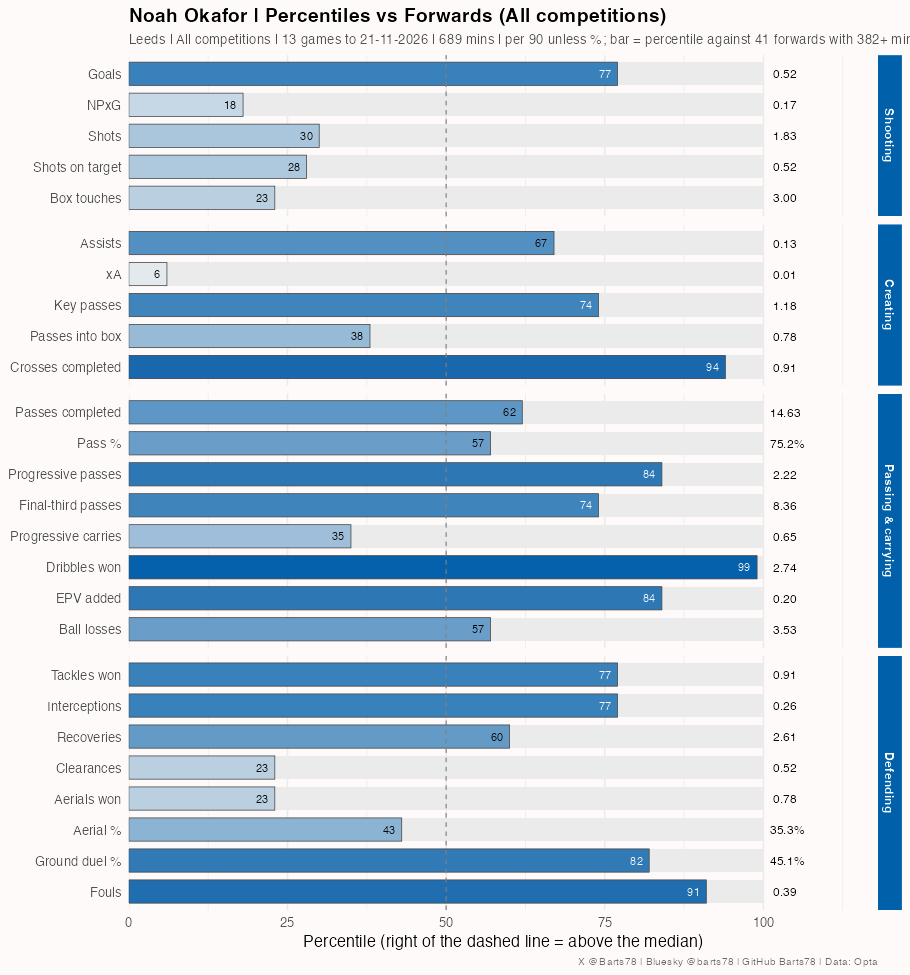 Noah Okafor | Percentiles vs Forwards (All competitions)
Leeds | All competitions | 13 games to 21-11-2026 | 689 mins | per 90 unless %; bar = percentile against 41 forwards with 382+ min
Goals 77 0.52
NPxG 18 0.17
Shots 30 1.83
Shots on target 28 0.52
Box touches 23 3.00
Shooting
Assists 67 0.13
xA 6 0.01
Key passes 74 1.18
Passes into box 38 0.78
Crosses completed 94 0.91
Creating
Passes completed 62 14.63
Pass % 57 75.2%
Progressive passes 84 2.22
Final-third passes 74 8.36
Progressive carries 35 0.65
Dribbles won 99 2.74
EPV added 84 0.20
Ball losses 57 3.53
Passing & carrying
Tackles won 77 0.91
Interceptions 77 0.26
Recoveries 60 2.61
Clearances 23 0.52
Aerials won 23 0.78
Aerial % 43 35.3%
Ground duel % 82 45.1%
Fouls 91 0.39
Defending
0 25 50 75 100
Percentile (right of the dashed line = above the median)
X @Barts78 | Bluesky @barts78 | GitHub Barts78 | Data: Opta